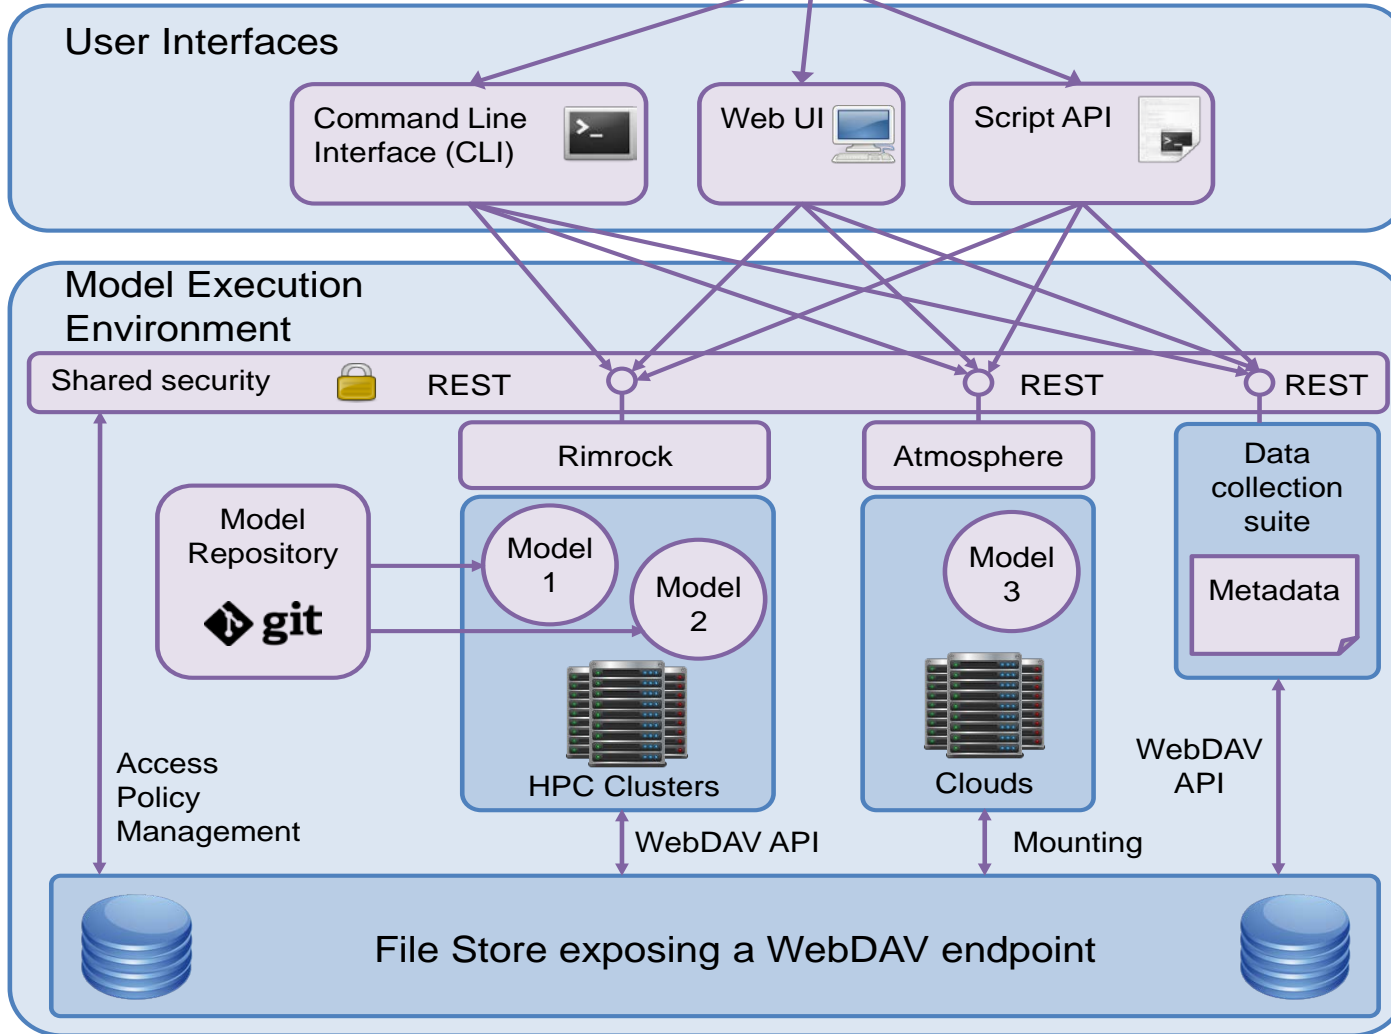 User Interfaces
Command Line
Interface (CLI)
>_
Web UI
Script API
>_
Model Execution
Environment
Shared security
REST
REST
REST
Rimrock
Atmosphere
Data
collection
suite
Model
Repository
git
Model
1
Model
2
Model
3
Metadata
HPC Clusters
Clouds
Access
Policy
Management
WebDAV API
Mounting
WebDAV
API
File Store exposing a WebDAV endpoint